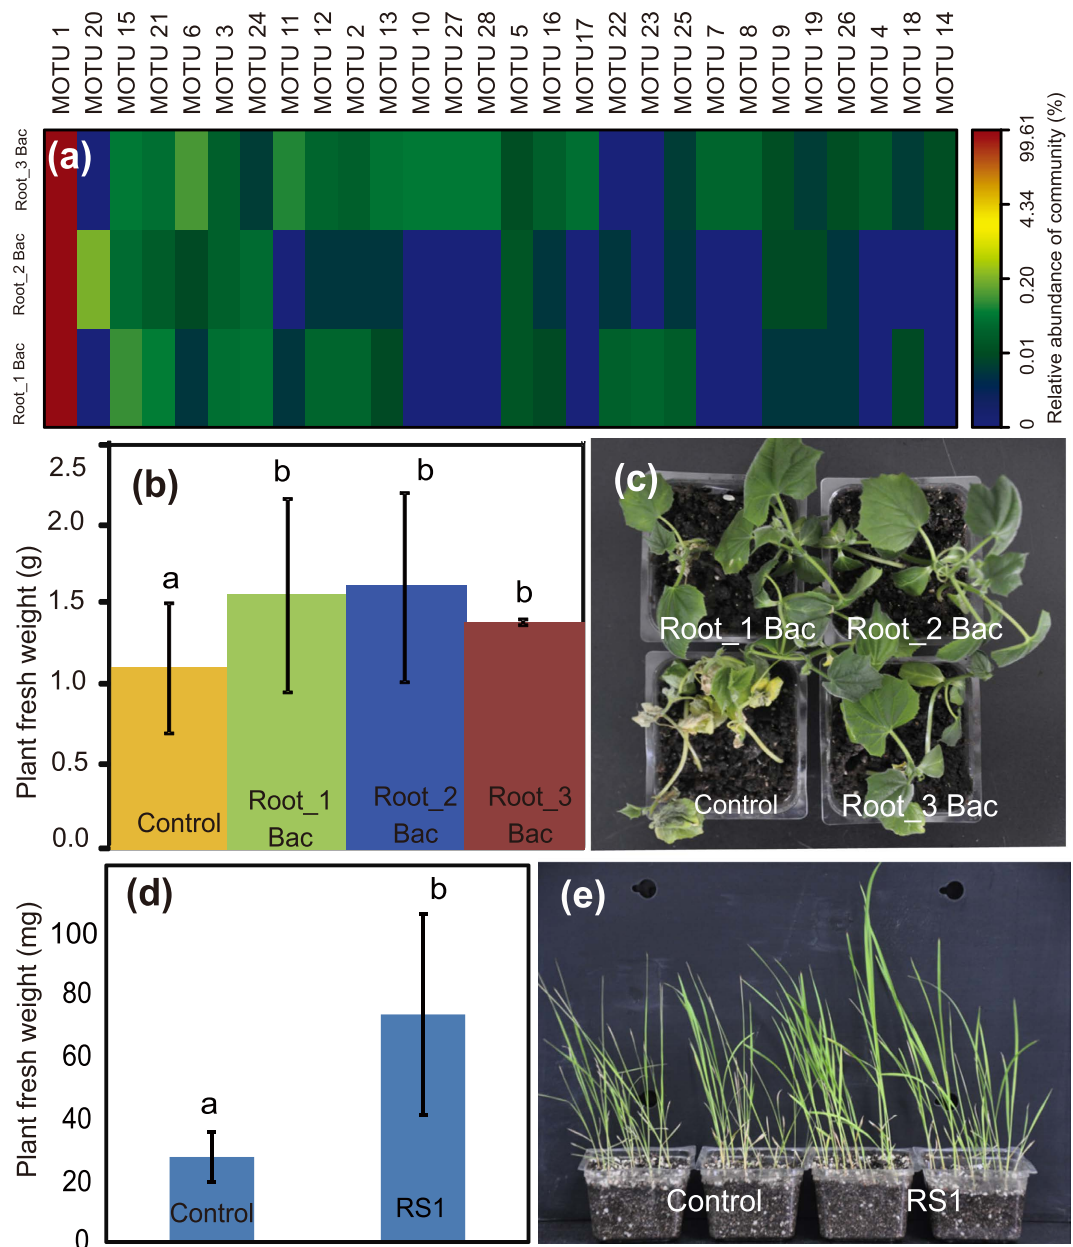 MOTU 1
MOTU 20
MOTU 15
MOTU 21
MOTU 6
MOTU 3
MOTU 24
MOTU 11
MOTU 12
MOTU 2
MOTU 13
MOTU 10
MOTU 27
MOTU 28
MOTU 5
MOTU 16
MOTU17
MOTU 22
MOTU 23
MOTU 25
MOTU 7
MOTU 8
MOTU 9
MOTU 19
MOTU 26
MOTU 4
MOTU 18
MOTU 14
(a)
Root_3 Bac
Root_2 Bac
Root_1 Bac
99.61
4.34
0.20
0.01
0
Relative abundance of community (%)
(b)
Plant fresh weight (g)
2.5
2.0
1.5
1.0
0.5
0.0
a
b
b
b
Control
Root_1
Bac
Root_2
Bac
Root_3
Bac
(c)
Root_1 Bac
Root_2 Bac
Control
Root_3 Bac
(d)
Plant fresh weight (mg)
100
80
60
40
20
0
a
b
Control
RS1
(e)
Control
RS1